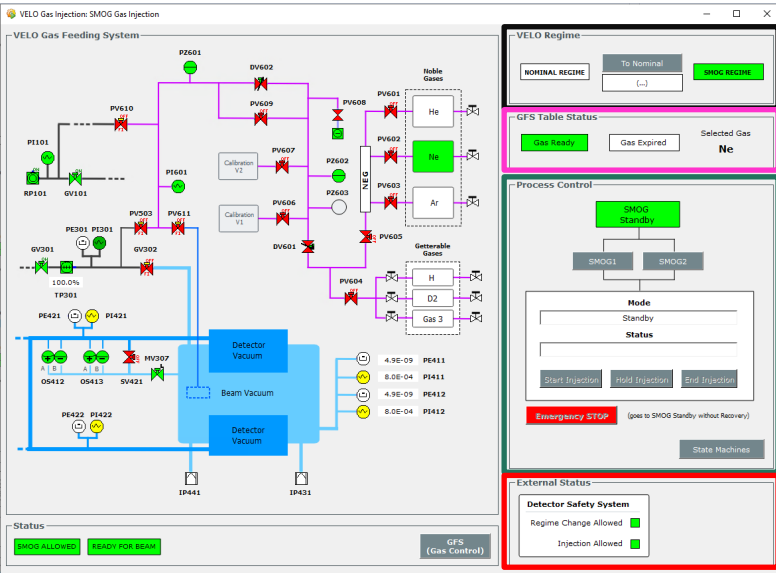 VELO Gas Injection: SMOG Gas Injection
VELO Gas Feeding System
PZ601
DV602
Noble
Gases
PV601
PV610
PV609
PV608
He
PI101
PV602
PV607
Calibration
V2
PZ602
Ne
RP101
GV101
PI601
NEG
PZ603
PV603
Ar
PV606
Calibration
V1
PE301
PI301
PV503
PV611
GV301
GV302
DV601
PV605
Getterable
Gases
100.0%
TP301
PV604
H
D2
Gas 3
PE421
PI421
Detector
Vacuum
A
B
A
B
OS412
OS413
SV421
MV307
4.9E-09
PE411
8.0E-04
PI411
Beam Vacuum
4.9E-09
PE412
8.0E-04
PI412
PE422
PI422
Detector
Vacuum
IP441
IP431
Status
SMOG ALLOWED
READY FOR BEAM
GFS
(Gas Control)
VELO Regime
NOMINAL REGIME
To Nominal
(...)
SMOG REGIME
GFS Table Status
Gas Ready
Gas Expired
Selected Gas
Ne
Process Control
SMOG
Standby
SMOG1
SMOG2
Mode
Standby
Status
Start Injection
Hold Injection
End Injection
Emergency STOP
(goes to SMOG Standby without Recovery)
State Machines
External Status
Detector Safety System
Regime Change Allowed
Injection Allowed